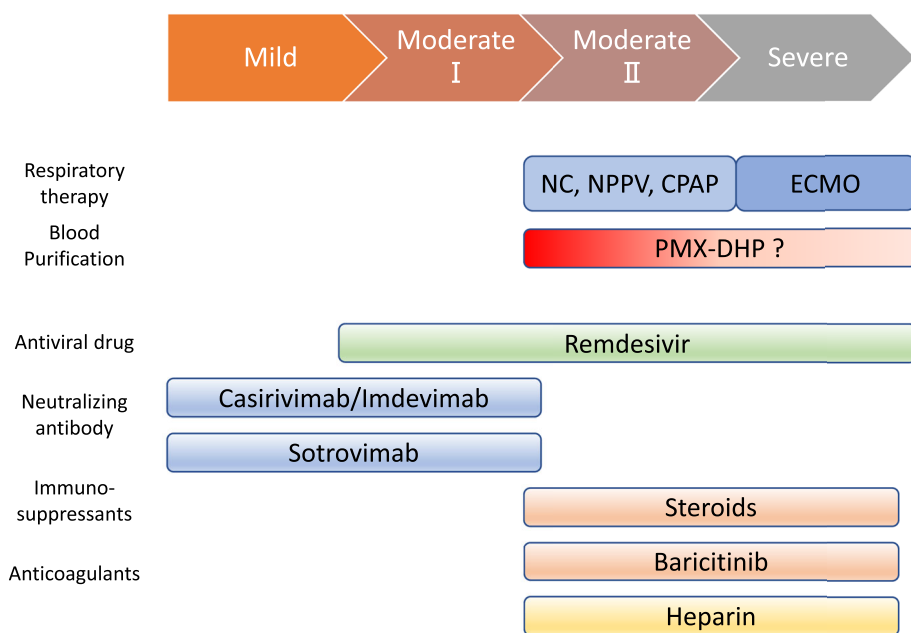 Mild
Moderate
Ⅰ
Moderate
Ⅱ
Severe
Respiratory
therapy
NC, NPPV, CPAP
ECMO
Blood
Purification
PMX-DHP ?
Antiviral drug
Remdesivir
Neutralizing
antibody
Casirivimab/Imdevimab
Sotrovimab
Immuno-
suppressants
Steroids
Baricitinib
Anticoagulants
Heparin